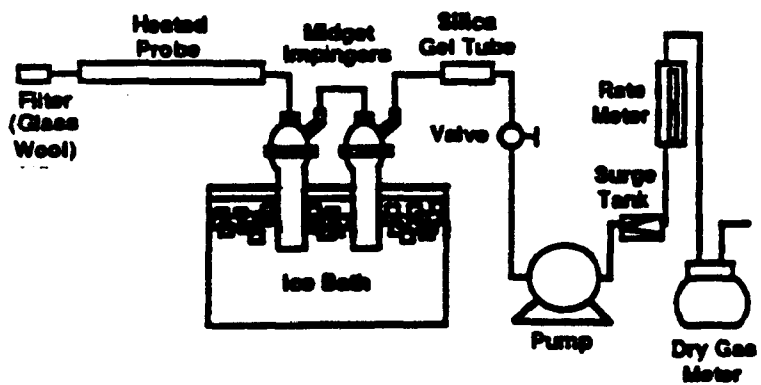 Heated
Probe
Filter
(Glass
Wool)
Midget
Impingers
Silica
Gel Tube
Valve
Ice Bath
Pump
Surge
Tank
Rate
Meter
Dry Gas
Meter